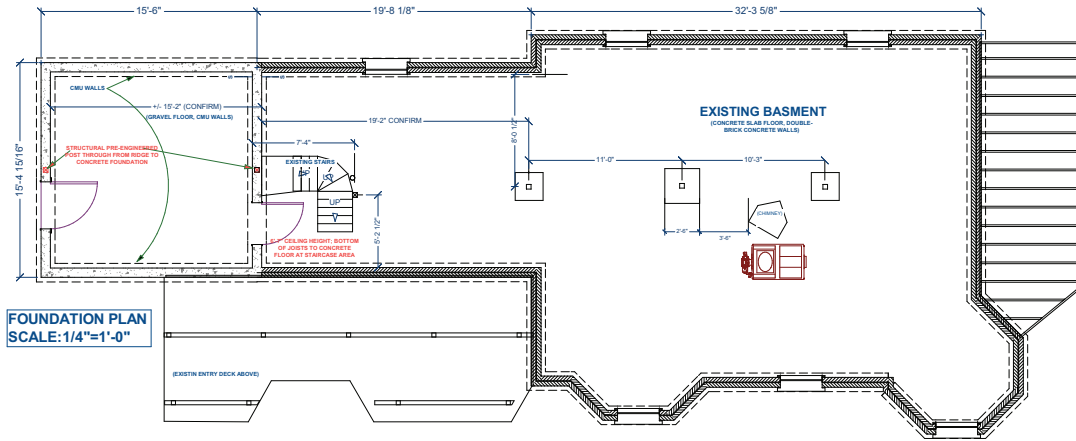 15'-6"
19'-8 1/8"
32'-3 5/8"
CMU WALLS
+/- 15'-2" (CONFIRM)
(GRAVEL FLOOR, CMU WALLS)
19'-2" CONFIRM
8'-0 1/2"
EXISTING BASMENT
(CONCRETE SLAB FLOOR, DOUBLE-
BRICK CONCRETE WALLS)
15'-4 15/16"
STRUCTURAL PRE-ENGINEERED
POST THROUGH FROM RIDGE TO
CONCRETE FOUNDATION
7'-4"
EXISTING STAIRS
UP
UP
UP
11'-0"
10'-3"
5'-2 1/2"
2'-6"
3'-6"
(CHIMNEY)
CEILING HEIGHT; BOTTOM
OF JOISTS TO CONCRETE
FLOOR AT STAIRCASE AREA
FOUNDATION PLAN
SCALE:1/4"=1'-0"
(EXISTIN ENTRY DECK ABOVE)